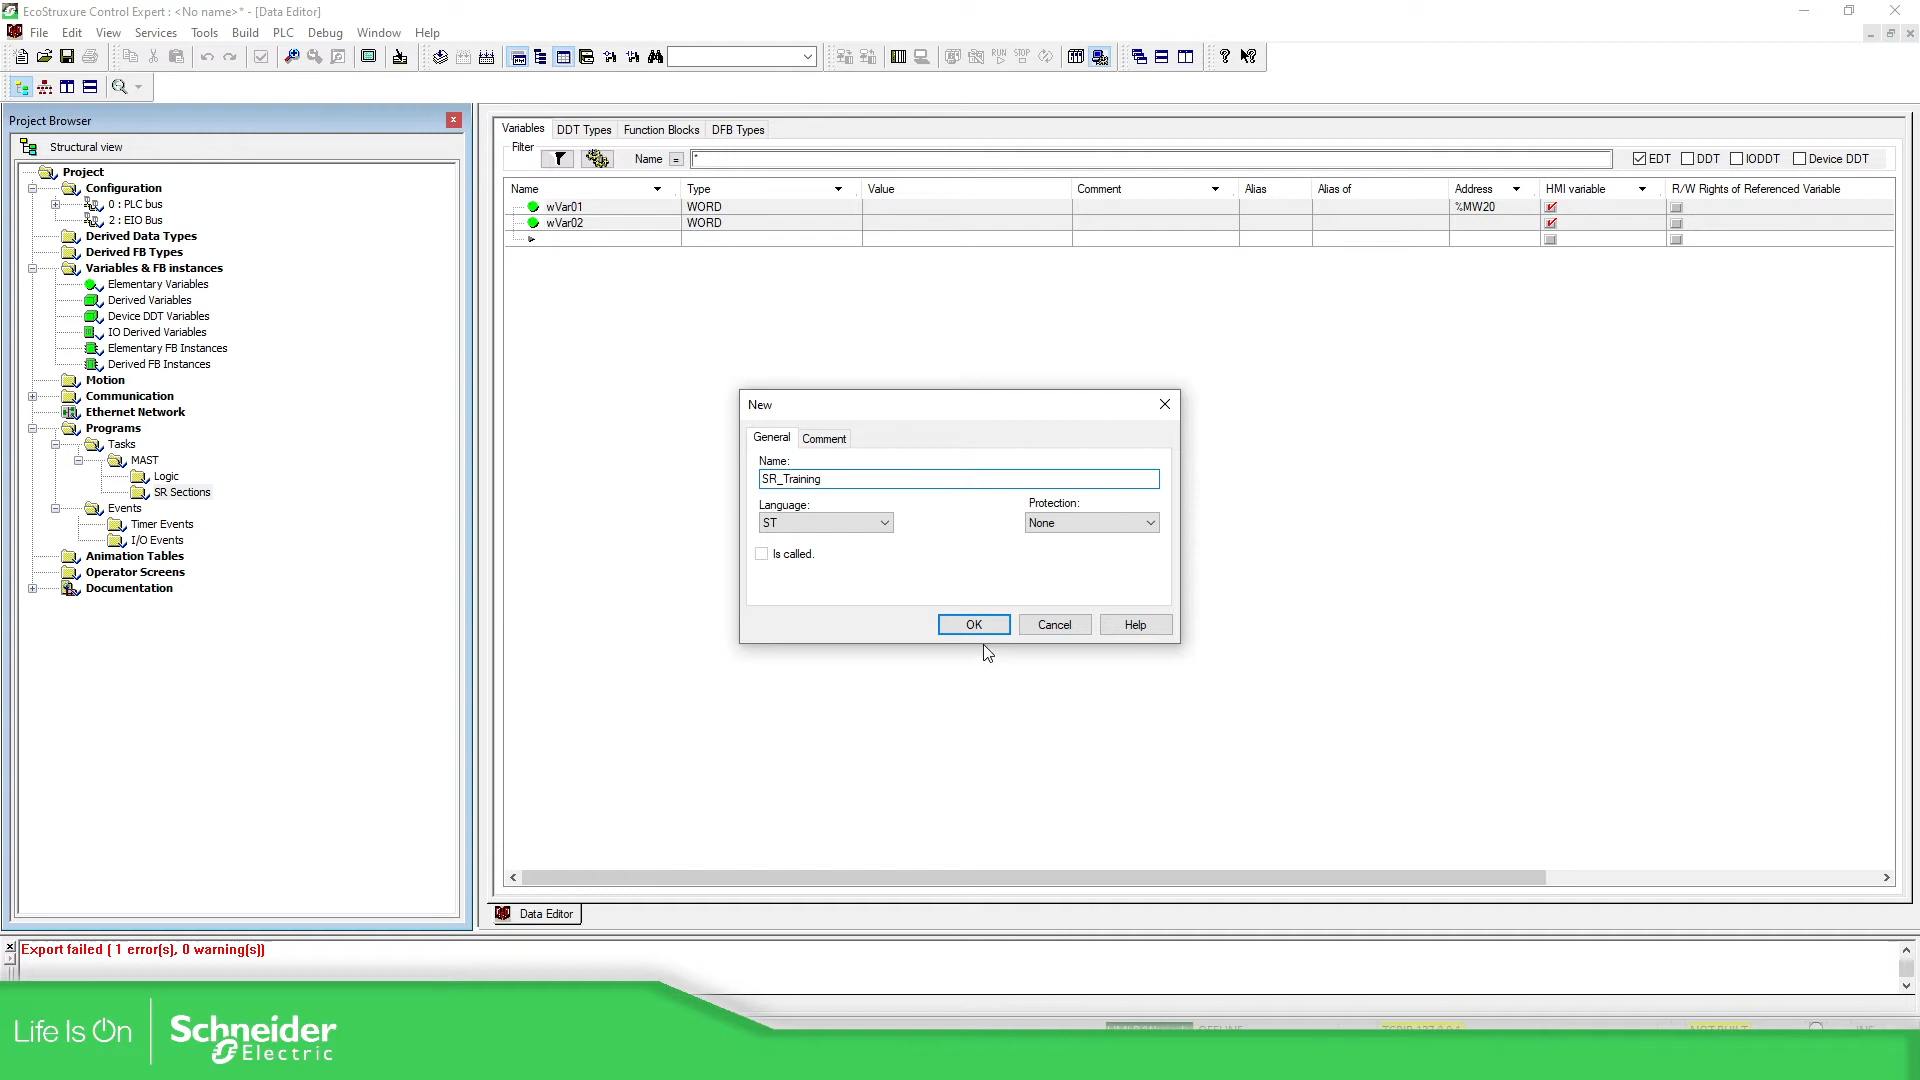 EcoStruxure Control Expert : <No name>* - [Data Editor]
File Edit View Services Tools Build PLC Debug Window Help
RUN STOP
Project Browser
Structural view
Project
Configuration
0 : PLC bus
2 : EIO Bus
Derived Data Types
Derived FB Types
Variables & FB instances
Elementary Variables
Derived Variables
Device DDT Variables
IO Derived Variables
Elementary FB Instances
Derived FB Instances
Motion
Communication
Ethernet Network
Programs
Tasks
MAST
Logic
SR Sections
Events
Timer Events
I/O Events
Animation Tables
Operator Screens
Documentation
Variables DDT Types Function Blocks DFB Types
Filter
Name = * EDT DDT IODDT Device DDT
Name Type Value Comment Alias Alias of Address HMI variable R/W Rights of Referenced Variable
wVar01 WORD %MW20
wVar02 WORD
New
General Comment
Name:
SR_Training
Language: Protection:
ST None
Is called.
OK Cancel Help
Data Editor
Export failed ( 1 error(s), 0 warning(s))
Life Is On Schneider Electric